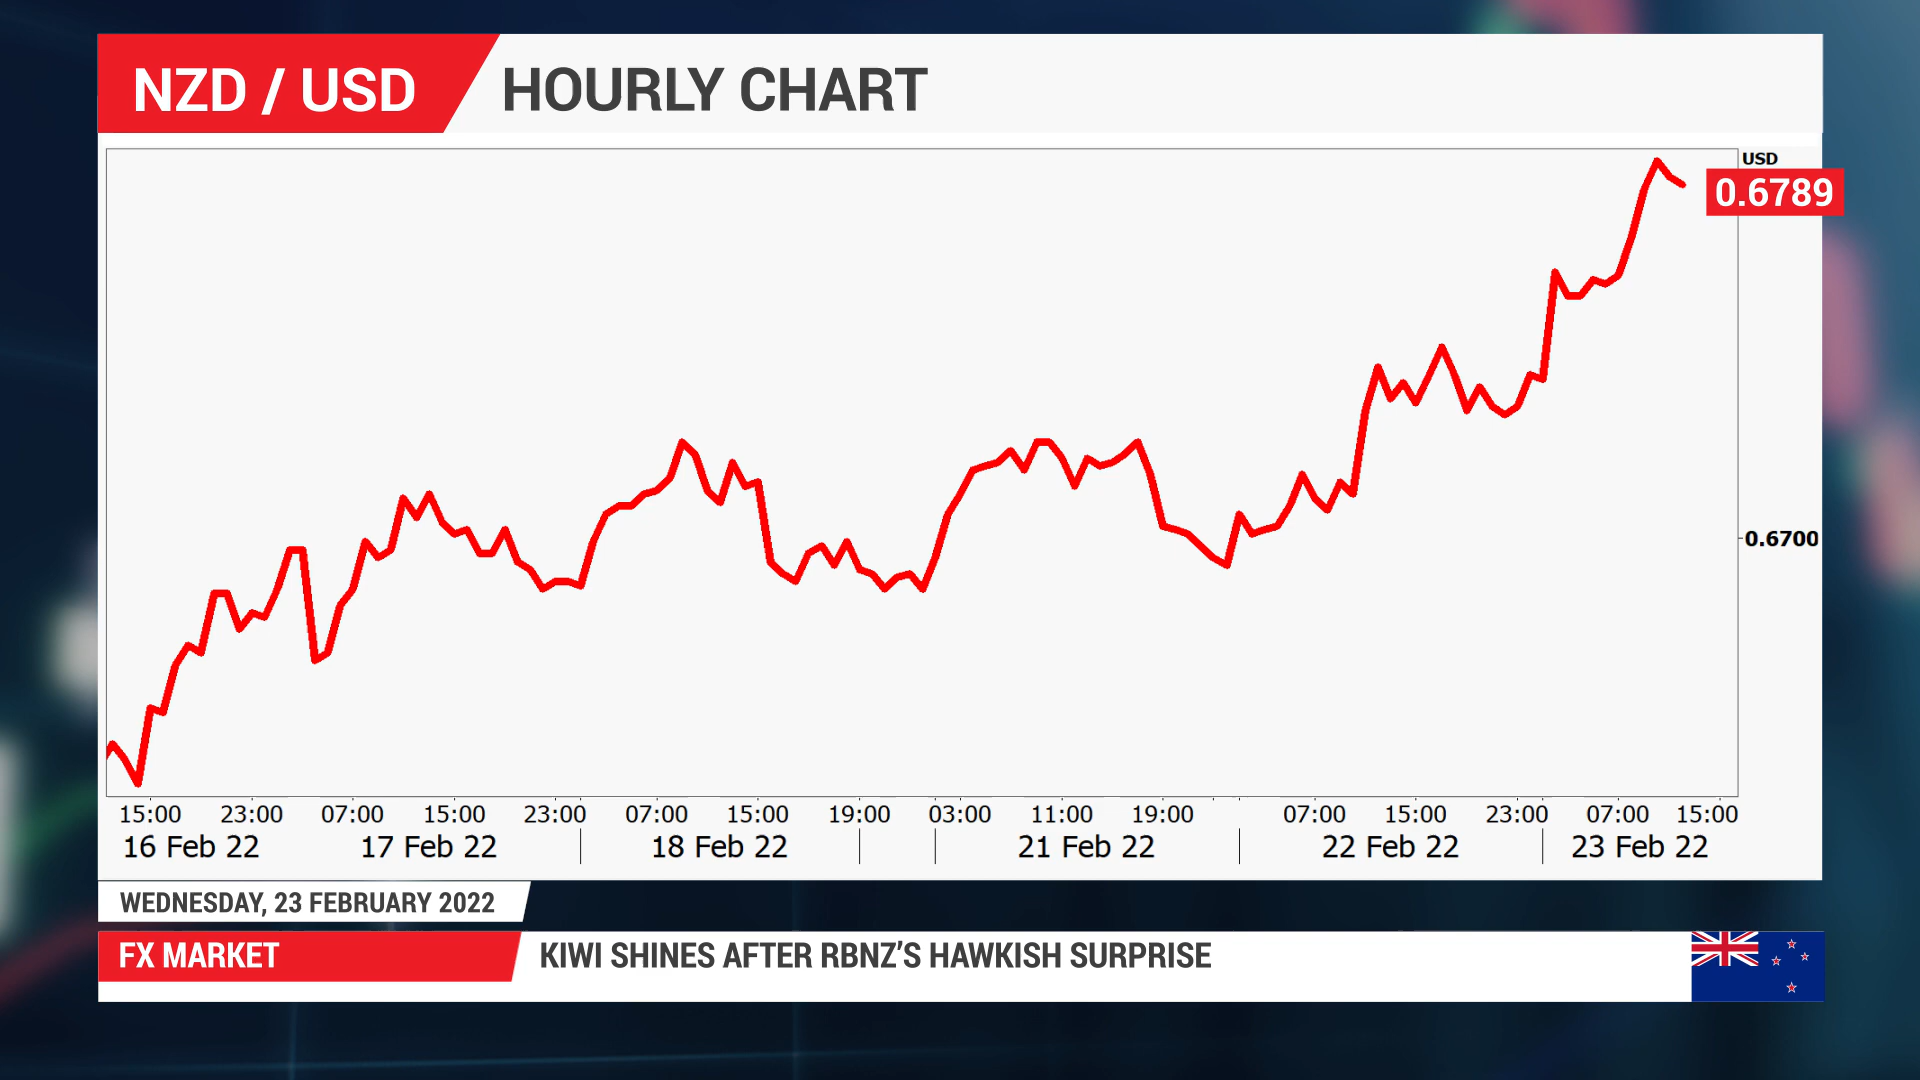 NZD / USD
HOURLY CHART
USD
0.6789
0.6700
15:00 23:00 07:00 15:00 23:00 07:00 15:00 19:00 03:00 11:00 19:00 07:00 15:00 23:00 07:00 15:00
16 Feb 22 17 Feb 22 18 Feb 22 21 Feb 22 22 Feb 22 23 Feb 22
WEDNESDAY, 23 FEBRUARY 2022
FX MARKET
KIWI SHINES AFTER RBNZ'S HAWKISH SURPRISE